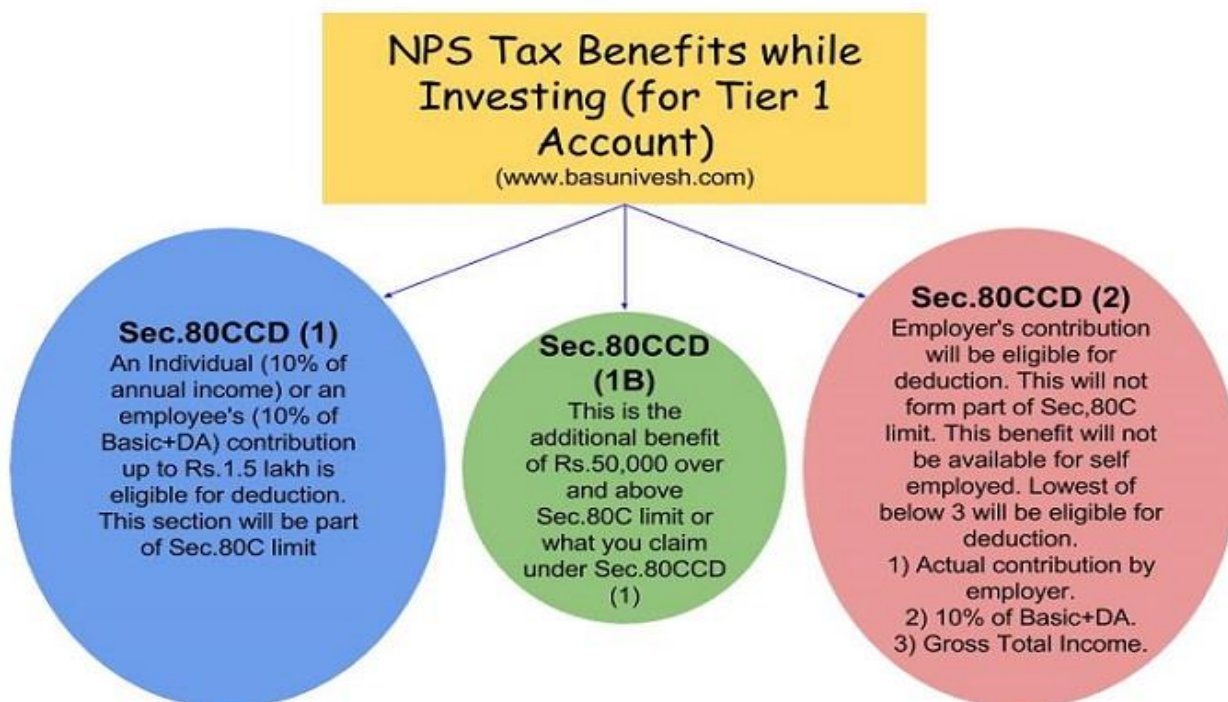 NPS Tax Benefits while
Investing (for Tier 1
Account)
(www.basunivesh.com)
Sec.80CCD (1)
An Individual (10% of
annual income) or an
employee's (10% of
Basic+DA) contribution
up to Rs.1.5 lakh is
eligible for deduction.
This section will be part
of Sec.80C limit
Sec.80CCD
(1B)
This is the
additional benefit
of Rs.50,000 over
and above
Sec.80C limit or
what you claim
under Sec.80CCD
(1)
Sec.80CCD (2)
Employer's contribution
will be eligible for
deduction. This will not
form part of Sec,80C
limit. This benefit will not
be available for self
employed. Lowest of
below 3 will be eligible for
deduction.
1) Actual contribution by
employer.
2) 10% of Basic+DA.
3) Gross Total Income.